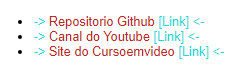 -> Repositorio Github [Link] <-
-> Canal do Youtube [Link] <-
-> Site do Cursoemvideo [Link] <-